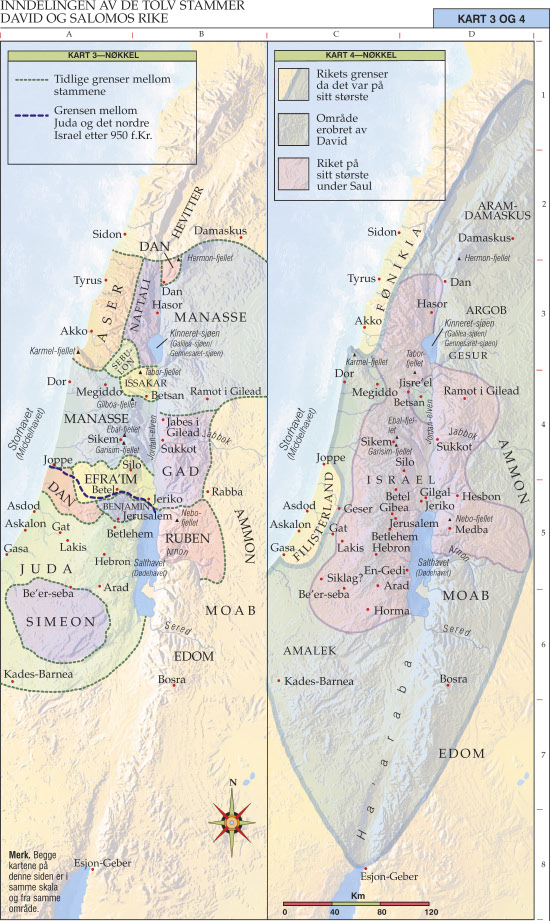 INNDELINGEN AV DE TOLV STAMMER
DAVID OG SALOMOS RIKE
KART 3 OG 4
A
B
C
D
KART 3—NØKKEL
Tidlige grenser mellom
stammene
Grensen mellom
Juda og det nordre
Israel etter 950 f.Kr.
KART 4—NØKKEL
Rikets grenser
da det var på
sitt største
Område
erobret av
David
Riket på
sitt største
under Saul
1
2
3
4
5
6
7
8
HEVITTER
Sidon
Damaskus
DAN
Hermon-fjellet
Tyrus
Dan
ASER
NAFTALI
Hasor
MANASSE
Akko
Kinneret-sjøen
(Galilea-sjøen/
Gennesaret-sjøen)
Karmel-fjellet
SEBU-
LON
Tabor-fjellet
Dor
ISSAKAR
Megiddo
Betsan
Ramot i Gilead
Gilboa-fjellet
Storhavet
(Middelhavet)
MANASSE
Ebal-fjellet
Sikem
Garisim-fjellet
Jordan-elven
Jabes i
Gilead
Jabbok
Sukkot
Joppe
Silo
EFRA'IM
GAD
DAN
Betel
Jeriko
Rabba
BENJAMIN
Asdod
Jerusalem
Nebo-
fjellet
AMMON
Askalon
Gat
Betlehem
RUBEN
Gasa
Lakis
Arnon
Hebron
Salthavet
(Dødehavet)
JUDA
Arad
Be'er-seba
MOAB
SIMEON
Sered
EDOM
Kades-Barnea
Bosra
N
Merk, Begge
kartene på
denne siden er i
samme skala
og fra samme
område.
Esjon-Geber
ARAM-
DAMASKUS
Sidon
Damaskus
FØNIKIA
Hermon-fjellet
Tyrus
Dan
Hasor
ARGOB
Akko
Kinneret-sjøen
(Galilea-sjøen/
Gennesaret-sjøen)
Karmel-fjellet
Tabor-
fjellet
GESUR
Dor
Jisre'el
Megiddo
Ramot i Gilead
Betsan
Storhavet
(Middelhavet)
Ebal-fjel-
let
Jordan-elven
Sikem
Jabbok
Garisim-fjellet
Sukkot
Joppe
Silo
AMMON
ISRAEL
Betel
Gilgal
Hesbon
Asdod
Geser
Gibea
Jeriko
FILISTERLAND
Askalon
Jerusalem
Nebo-fjellet
Gat
Medba
Betlehem
Gasa
Lakis
Hebron
Arnon
En-Gedi
Salthavet
(Dødehavet)
Siklag?
Arad
Be'er-seba
MOAB
Horma
Sered
AMALEK
Kades-Barnea
Bosra
Ha'araba
EDOM
Esjon-Geber
Km
0 40 80 120